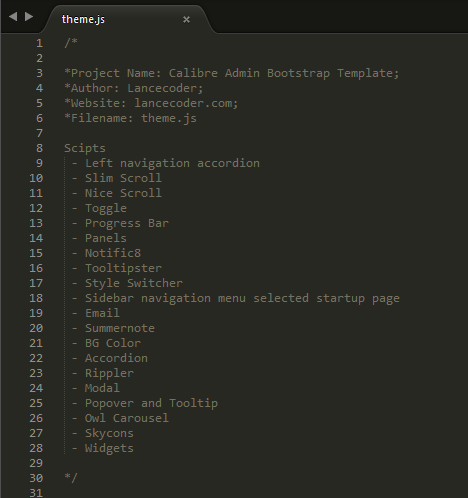 theme.js ×
1 /*
2
3 *Project Name: Calibre Admin Bootstrap Template;
4 *Author: Lancecoder;
5 *Website: lancecoder.com;
6 *Filename: theme.js
7
8 Scipts
9 - Left navigation accordion
10 - Slim Scroll
11 - Nice Scroll
12 - Toggle
13 - Progress Bar
14 - Panels
15 - Notific8
16 - Tooltipster
17 - Style Switcher
18 - Sidebar navigation menu selected startup page
19 - Email
20 - Summernote
21 - BG Color
22 - Accordion
23 - Rippler
24 - Modal
25 - Popover and Tooltip
26 - Owl Carousel
27 - Skycons
28 - Widgets
29
30 */
31